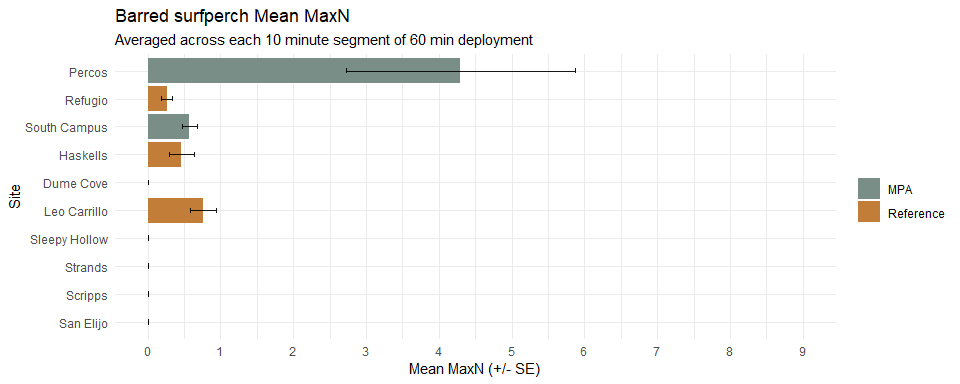 Barred surfperch Mean MaxN
Averaged across each 10 minute segment of 60 min deployment
Site
Percos
Refugio
South Campus
Haskells
Dume Cove
Leo Carrillo
Sleepy Hollow
Strands
Scripps
San Elijo
0 1 2 3 4 5 6 7 8 9
Mean MaxN (+/- SE)
MPA
Reference